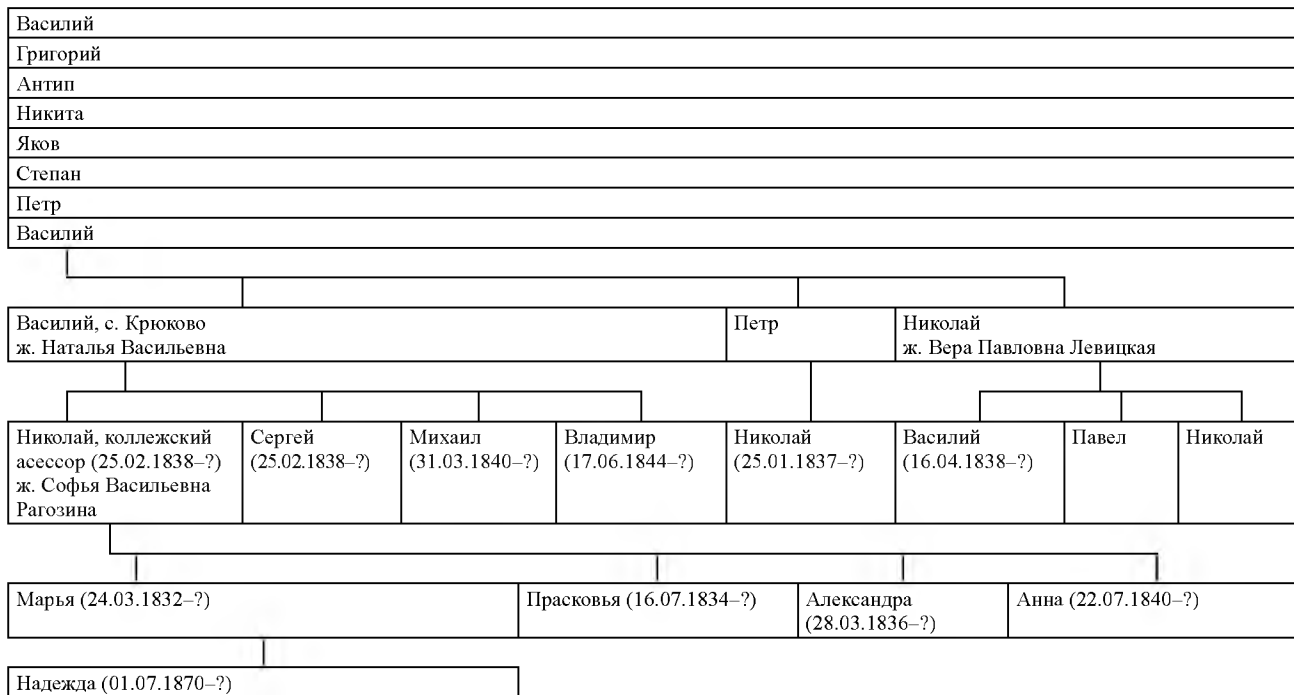 Василий
Григорий
Антип
Никита
Яков
Степан
Петр
Василий
Василий, с. Крюково
ж. Наталья Васильевна
Петр
Николай
ж. Вера Павловна Левицкая
Николай, коллежский
асессор (25.02.1838–?)
ж. Софья Васильевна
Рагозина
Сергей
(25.02.1838–?)
Михаил
(31.03.1840–?)
Владимир
(17.06.1844–?)
Николай
(25.01.1837–?)
Василий
(16.04.1838–?)
Павел
Николай
Марья (24.03.1832–?)
Прасковья (16.07.1834–?)
Александра
(28.03.1836–?)
Анна (22.07.1840–?)
Надежда (01.07.1870–?)